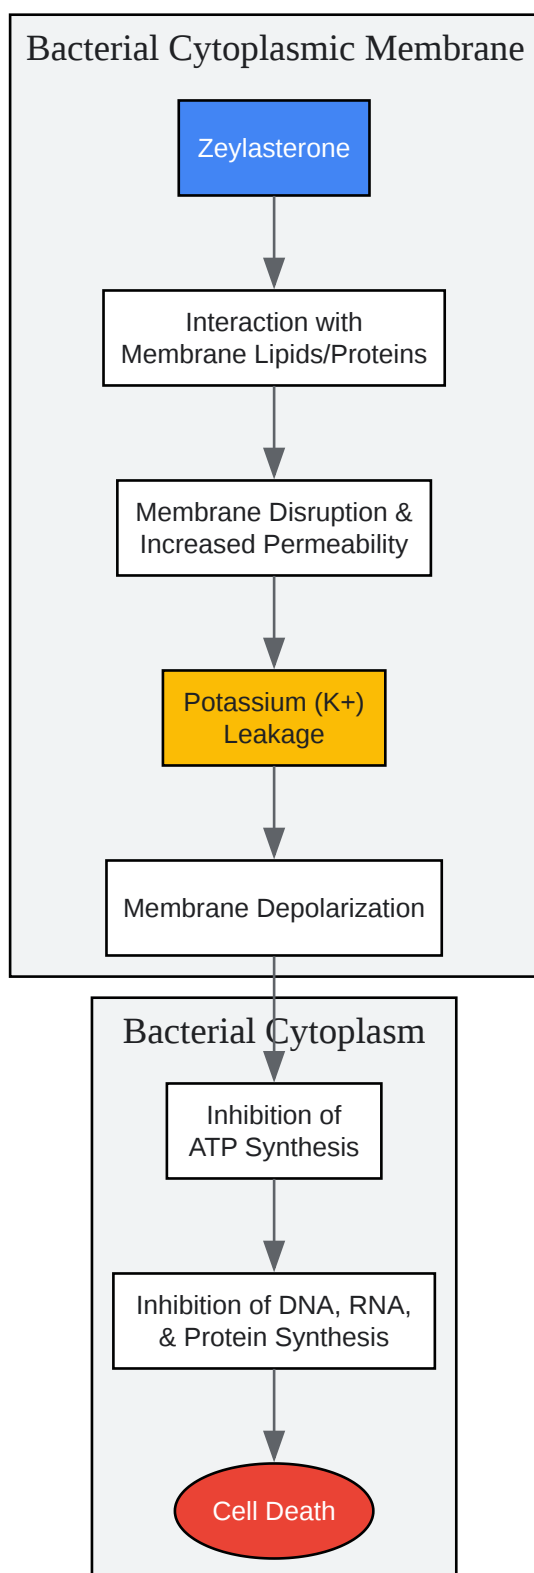 Bacterial Cytoplasmic Membrane
Zeylasterone
Interaction with
Membrane Lipids/Proteins
Membrane Disruption &
Increased Permeability
Potassium (K+)
Leakage
Membrane Depolarization
Bacterial Cytoplasm
Inhibition of
ATP Synthesis
Inhibition of DNA, RNA,
& Protein Synthesis
Cell Death